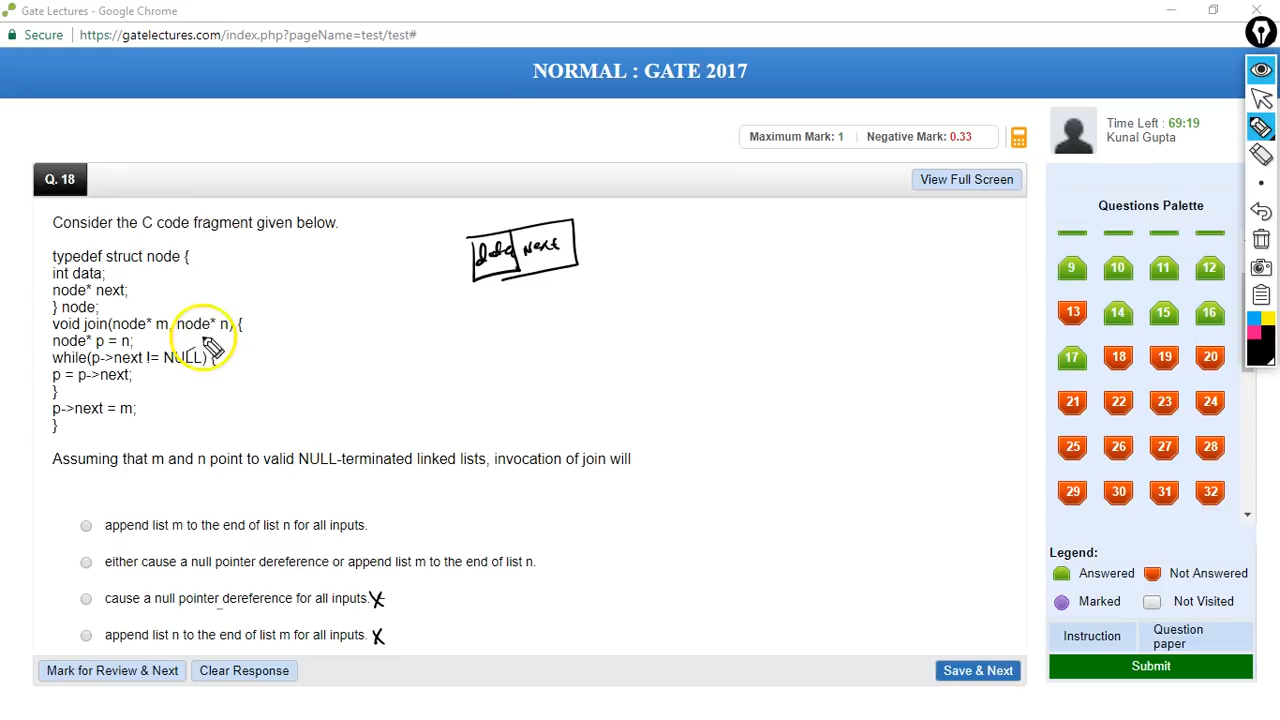 Gate Lectures - Google Chrome
Secure https://gatelectures.com/index.php?pageName=test/test#
NORMAL : GATE 2017
Maximum Mark: 1 | Negative Mark: 0.33
Time Left : 69:19
Kunal Gupta
Q. 18
View Full Screen
Consider the C code fragment given below.
typedef struct node {
int data;
node* next;
} node;
void join(node* m, node* n) {
node* p = n;
while(p->next != NULL) {
p = p->next;
}
p->next = m;
}
data next
Assuming that m and n point to valid NULL-terminated linked lists, invocation of join will
append list m to the end of list n for all inputs.
either cause a null pointer dereference or append list m to the end of list n.
cause a null pointer dereference for all inputs. X
append list n to the end of list m for all inputs. X
Mark for Review & Next
Clear Response
Save & Next
Questions Palette
9 10 11 12
13 14 15 16
17 18 19 20
21 22 23 24
25 26 27 28
29 30 31 32
Legend:
Answered Not Answered
Marked Not Visited
Instruction
Question paper
Submit